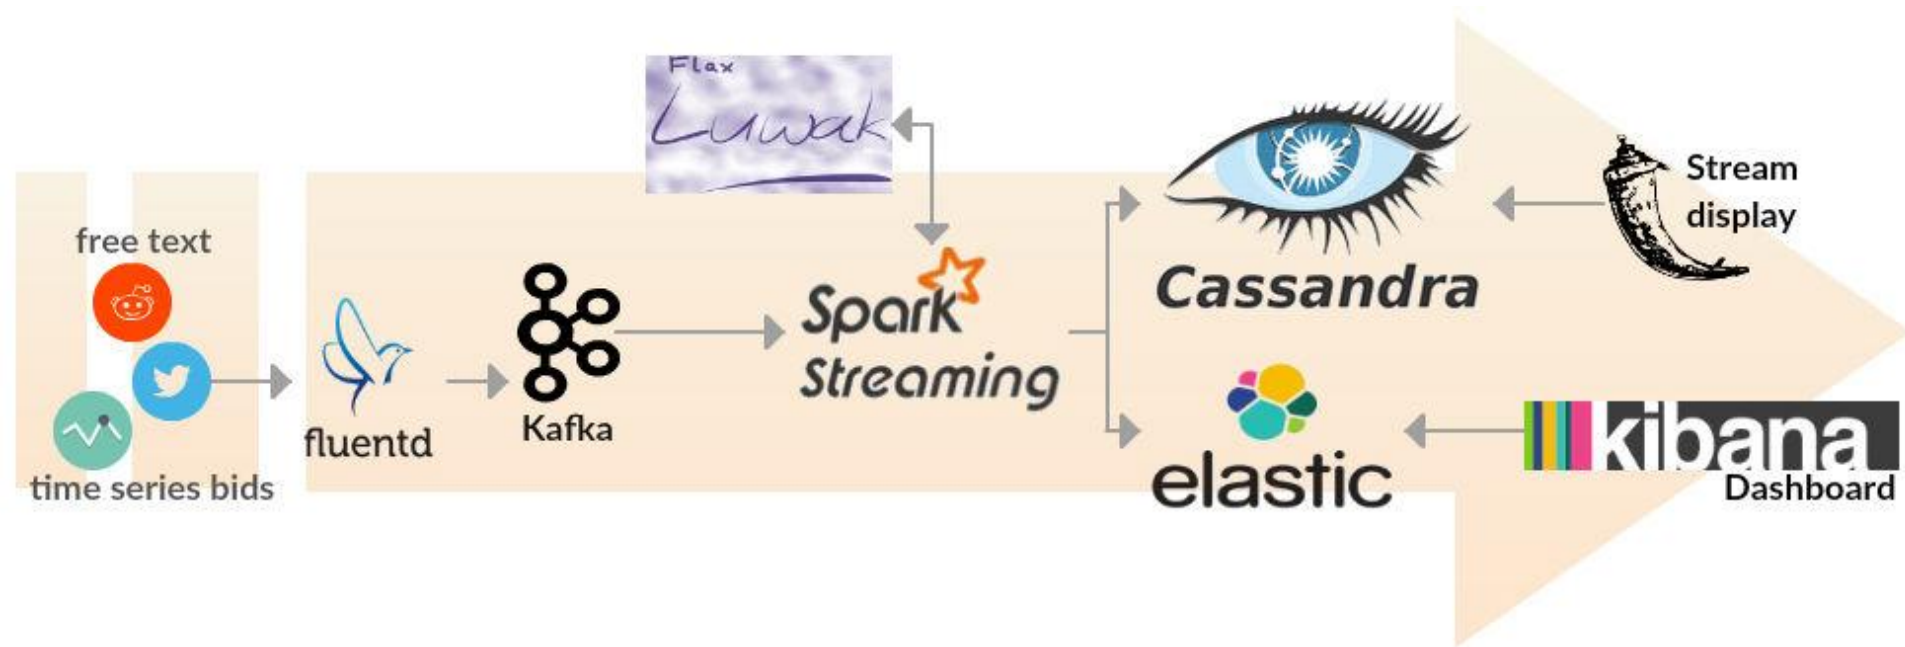 free text
time series bids
fluentd
Kafka
Flax
Luwak
Spark
Streaming
Cassandra
elastic
Stream
display
kibana
Dashboard